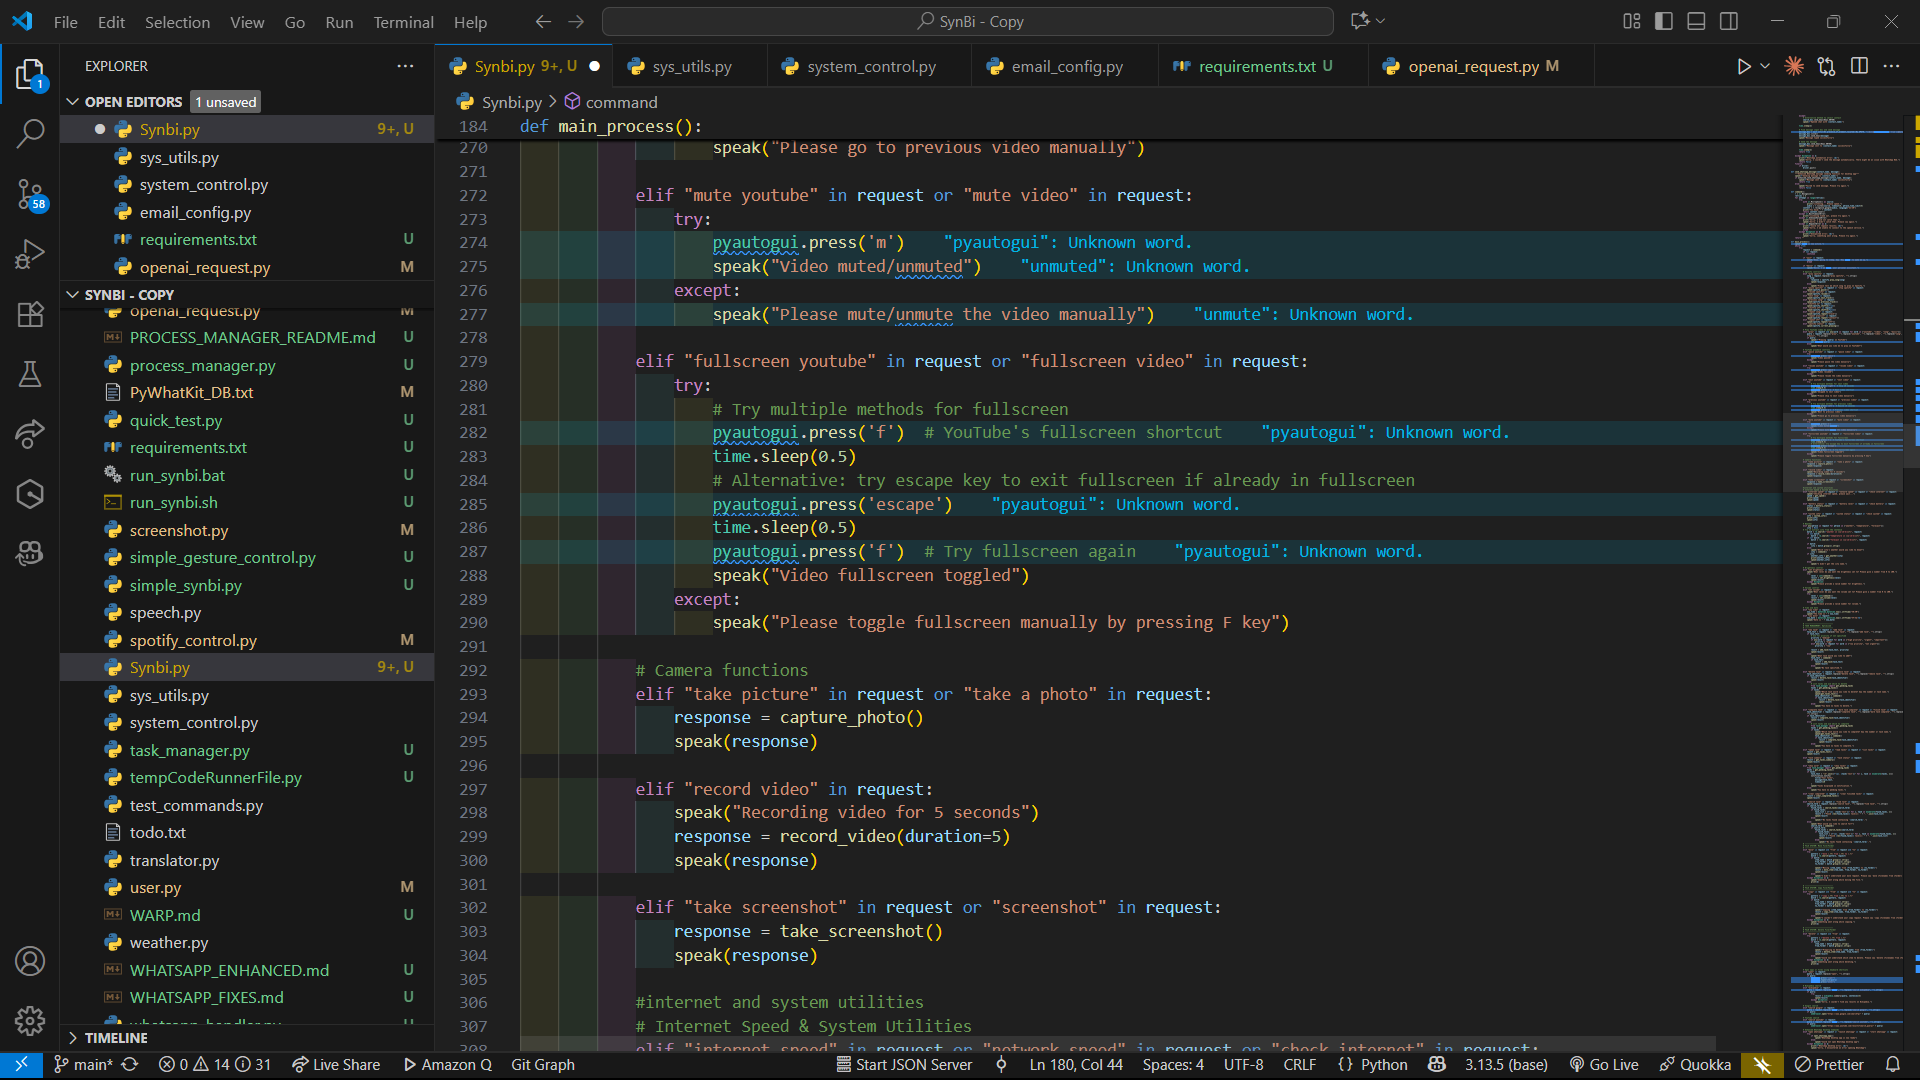 File Edit Selection View Go Run Terminal Help
SynBi - Copy
EXPLORER
OPEN EDITORS 1 unsaved
Synbi.py 9+, U
sys_utils.py
system_control.py
email_config.py
requirements.txt U
openai_request.py M
SYNBI - COPY
openai_request.py M
PROCESS_MANAGER_README.md U
process_manager.py U
PyWhatKit_DB.txt M
quick_test.py U
requirements.txt U
run_synbi.bat U
run_synbi.sh U
screenshot.py M
simple_gesture_control.py U
simple_synbi.py U
speech.py
spotify_control.py M
Synbi.py 9+, U
sys_utils.py
system_control.py
task_manager.py U
tempCodeRunnerFile.py U
test_commands.py
todo.txt
translator.py
user.py M
WARP.md U
weather.py
WHATSAPP_ENHANCED.md U
WHATSAPP_FIXES.md U
TIMELINE
1
58
Synbi.py 9+, U
sys_utils.py
system_control.py
email_config.py
requirements.txt U
openai_request.py M
Synbi.py > command
184 def main_process():
270 speak("Please go to previous video manually")
271
272 elif "mute youtube" in request or "mute video" in request:
273 try:
274 pyautogui.press('m') "pyautogui": Unknown word.
275 speak("Video muted/unmuted") "unmuted": Unknown word.
276 except:
277 speak("Please mute/unmute the video manually") "unmute": Unknown word.
278
279 elif "fullscreen youtube" in request or "fullscreen video" in request:
280 try:
281 # Try multiple methods for fullscreen
282 pyautogui.press('f') # YouTube's fullscreen shortcut "pyautogui": Unknown word.
283 time.sleep(0.5)
284 # Alternative: try escape key to exit fullscreen if already in fullscreen
285 pyautogui.press('escape') "pyautogui": Unknown word.
286 time.sleep(0.5)
287 pyautogui.press('f') # Try fullscreen again "pyautogui": Unknown word.
288 speak("Video fullscreen toggled")
289 except:
290 speak("Please toggle fullscreen manually by pressing F key")
291
292 # Camera functions
293 elif "take picture" in request or "take a photo" in request:
294 response = capture_photo()
295 speak(response)
296
297 elif "record video" in request:
298 speak("Recording video for 5 seconds")
299 response = record_video(duration=5)
300 speak(response)
301
302 elif "take screenshot" in request or "screenshot" in request:
303 response = take_screenshot()
304 speak(response)
305
306 #internet and system utilities
307 # Internet Speed & System Utilities
308 elif "internet speed" in request or "network speed" in request or "check internet" in request:
main* 0 14 31 Live Share Amazon Q Git Graph Start JSON Server Ln 180, Col 44 Spaces: 4 UTF-8 CRLF {} Python 3.13.5 (base) Go Live Quokka Prettier